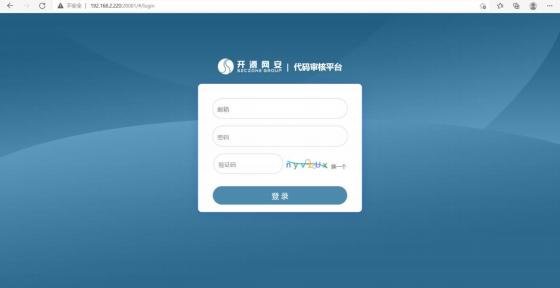 不安全 | 192.168.2.220:20081/#/login
开源网安 | 代码审核平台
SECZONE GROUP
邮箱
密码
验证码
换一个
登 录